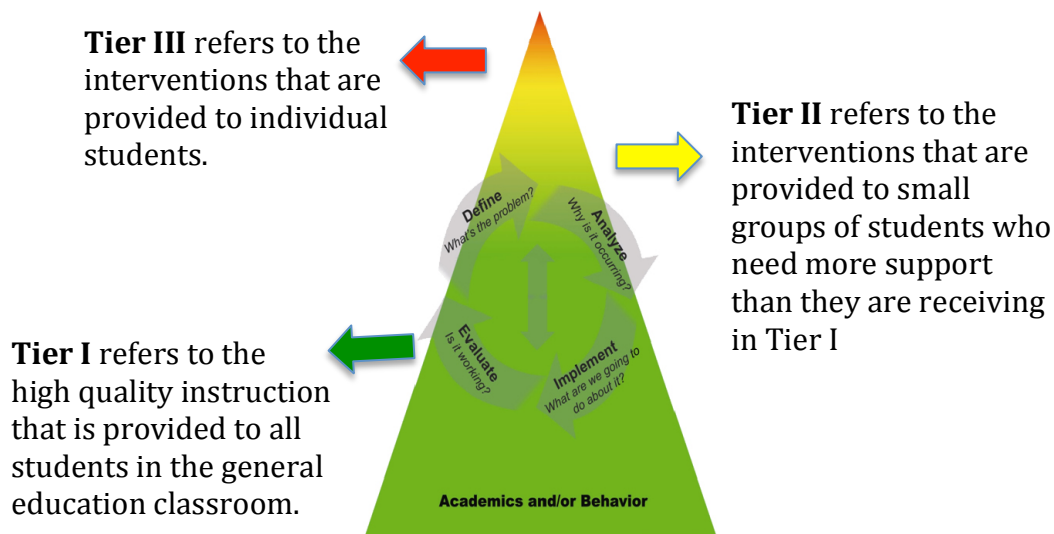 Tier III refers to the
interventions that are
provided to individual
students.
Tier II refers to the
interventions that are
provided to small
groups of students who
need more support
than they are receiving
in Tier I
Define
What's the problem?
Analyze
Why is it occurring?
Implement
What are we going to
do about it?
Evaluate
Is it working?
Tier I refers to the
high quality instruction
that is provided to all
students in the general
education classroom.
Academics and/or Behavior